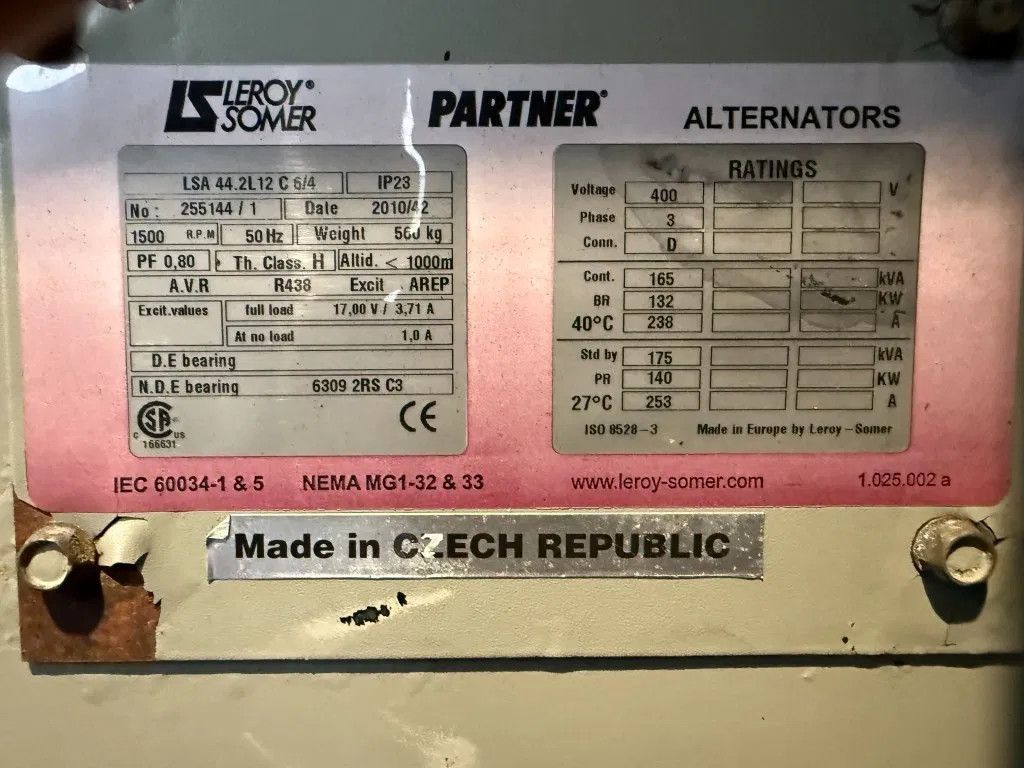 LEROY® SOMER PARTNER® ALTERNATORS
LSA 44.2L12 C 6/4 IP23
No : 255144 / 1 Date 2010/42
1500 R.P.M 50 Hz Weight 560 kg
PF 0,80 Th. Class. H Altid. < 1000m
A.V.R R438 Excit AREP
Excit.values full load 17,00 V / 3,71 A
At no load 1,0 A
D.E bearing
N.D.E bearing 6309 2RS C3
C SA US CE
166631
RATINGS
Voltage 400 V
Phase 3
Conn. D
Cont. 165 kVA
BR 132 KW
40°C 238 A
Std by 175 kVA
PR 140 KW
27°C 253 A
ISO 8528-3 Made in Europe by Leroy-Somer
IEC 60034-1 & 5 NEMA MG1-32 & 33 www.leroy-somer.com 1.025.002 a
Made in CZECH REPUBLIC